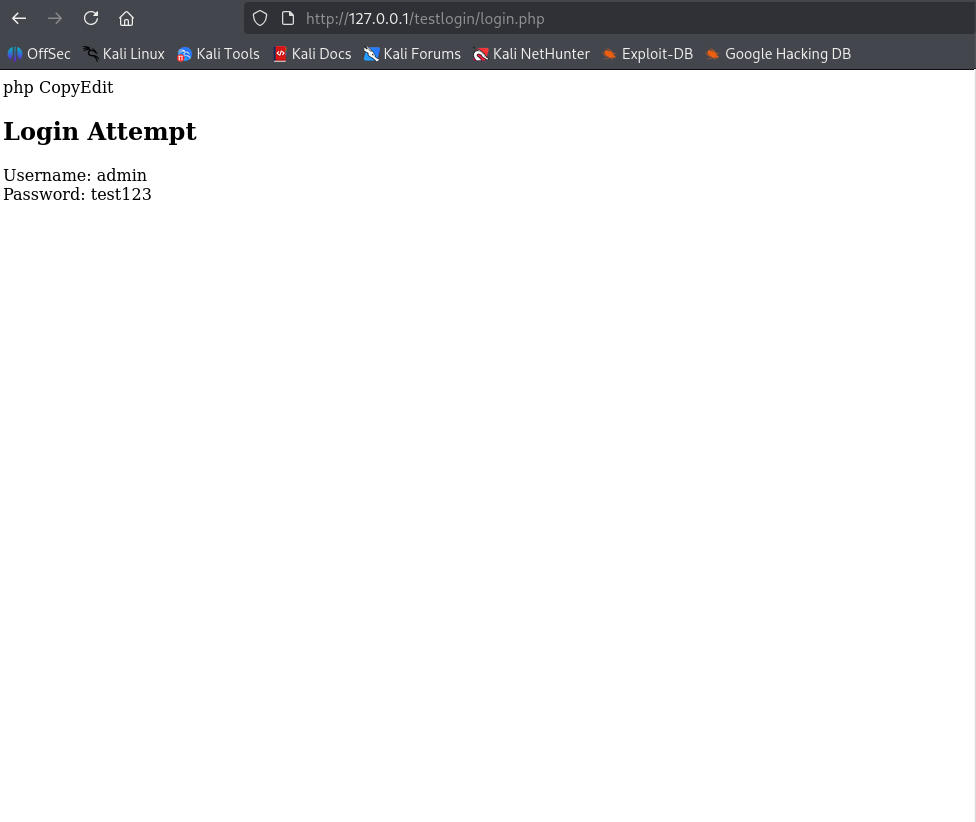 http://127.0.0.1/testlogin/login.php
OffSec Kali Linux Kali Tools Kali Docs Kali Forums Kali NetHunter Exploit-DB Google Hacking DB
php CopyEdit
Login Attempt
Username: admin
Password: test123